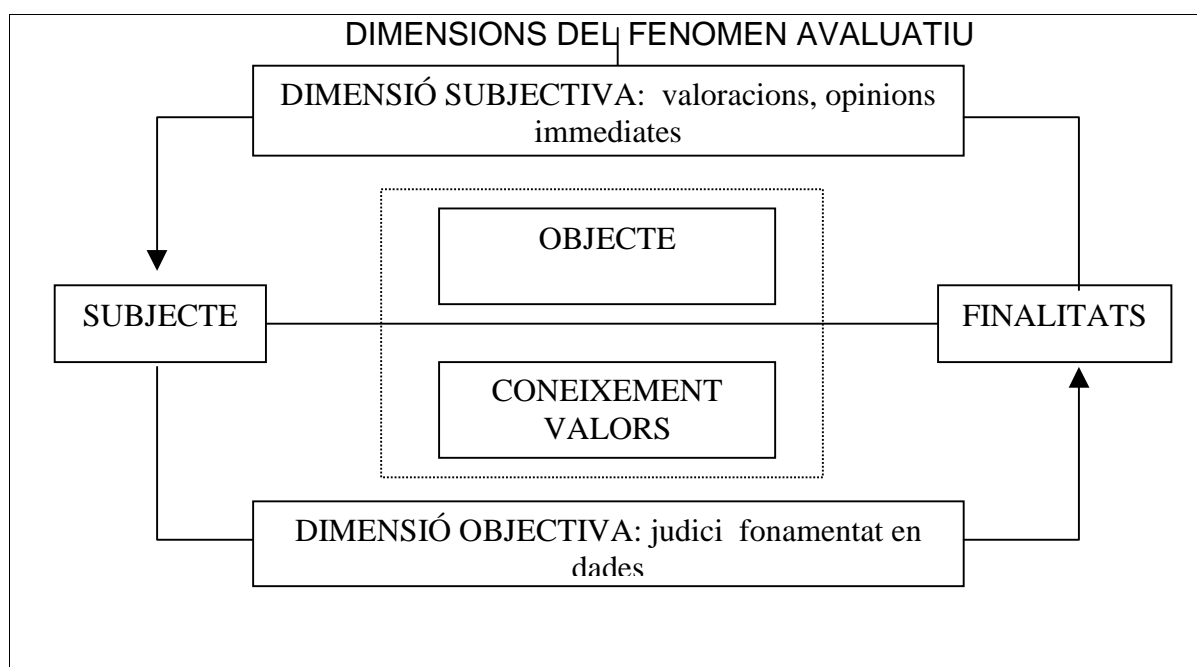 DIMENSIONS DEL FENOMEN AVALUATIU
DIMENSIÓ SUBJECTIVA: valoracions, opinions
immediates
OBJECTE
SUBJECTE
FINALITATS
CONEIXEMENT
VALORS
DIMENSIÓ OBJECTIVA: judici fonamentat en
dades